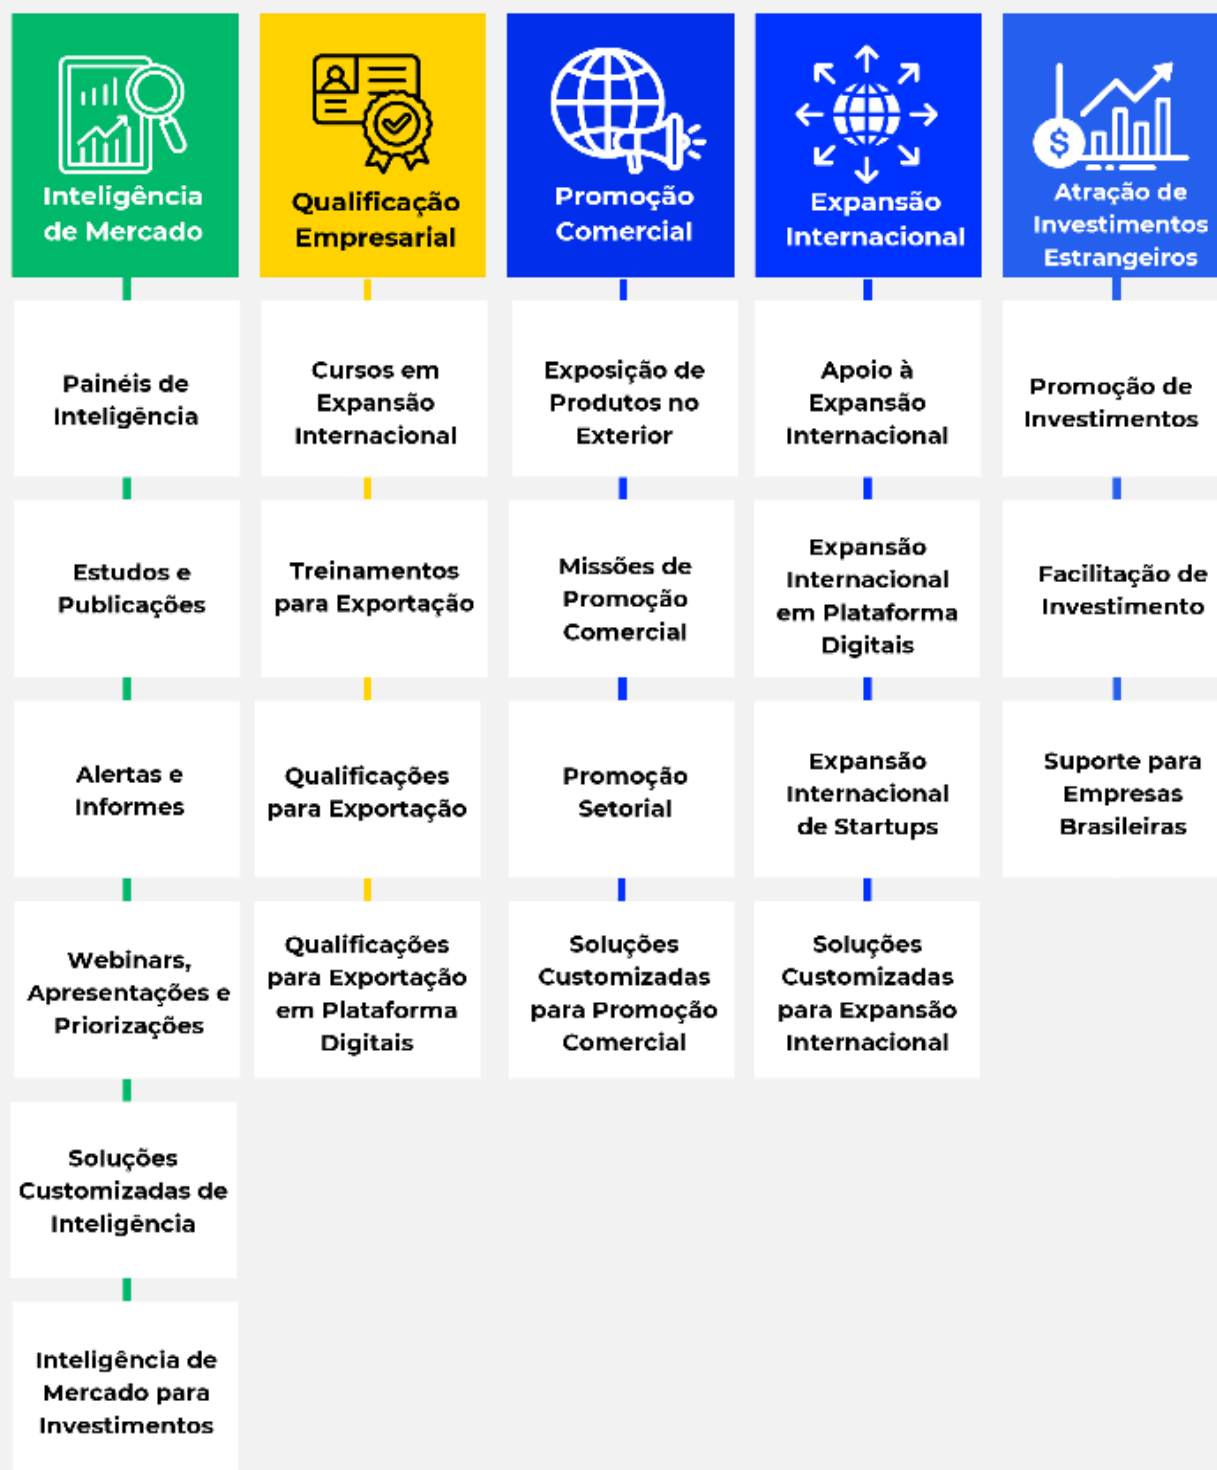 Inteligência
de Mercado
Painéis de
Inteligência
Estudos e
Publicações
Alertas e
Informes
Webinars,
Apresentações e
Priorizações
Soluções
Customizadas de
Inteligência
Inteligência de
Mercado para
Investimentos
Qualificação
Empresarial
Cursos em
Expansão
Internacional
Treinamentos
para Exportação
Qualificações
para Exportação
Qualificações
para Exportação
em Plataforma
Digitais
Promoção
Comercial
Exposição de
Produtos no
Exterior
Missões de
Promoção
Comercial
Promoção
Setorial
Soluções
Customizadas
para Promoção
Comercial
Expansão
Internacional
Apoio à
Expansão
Internacional
Expansão
Internacional
em Plataforma
Digitais
Expansão
Internacional
de Startups
Soluções
Customizadas
para Expansão
Internacional
$
Atração de
Investimentos
Estrangeiros
Promoção de
Investimentos
Facilitação de
Investimento
Suporte para
Empresas
Brasileiras